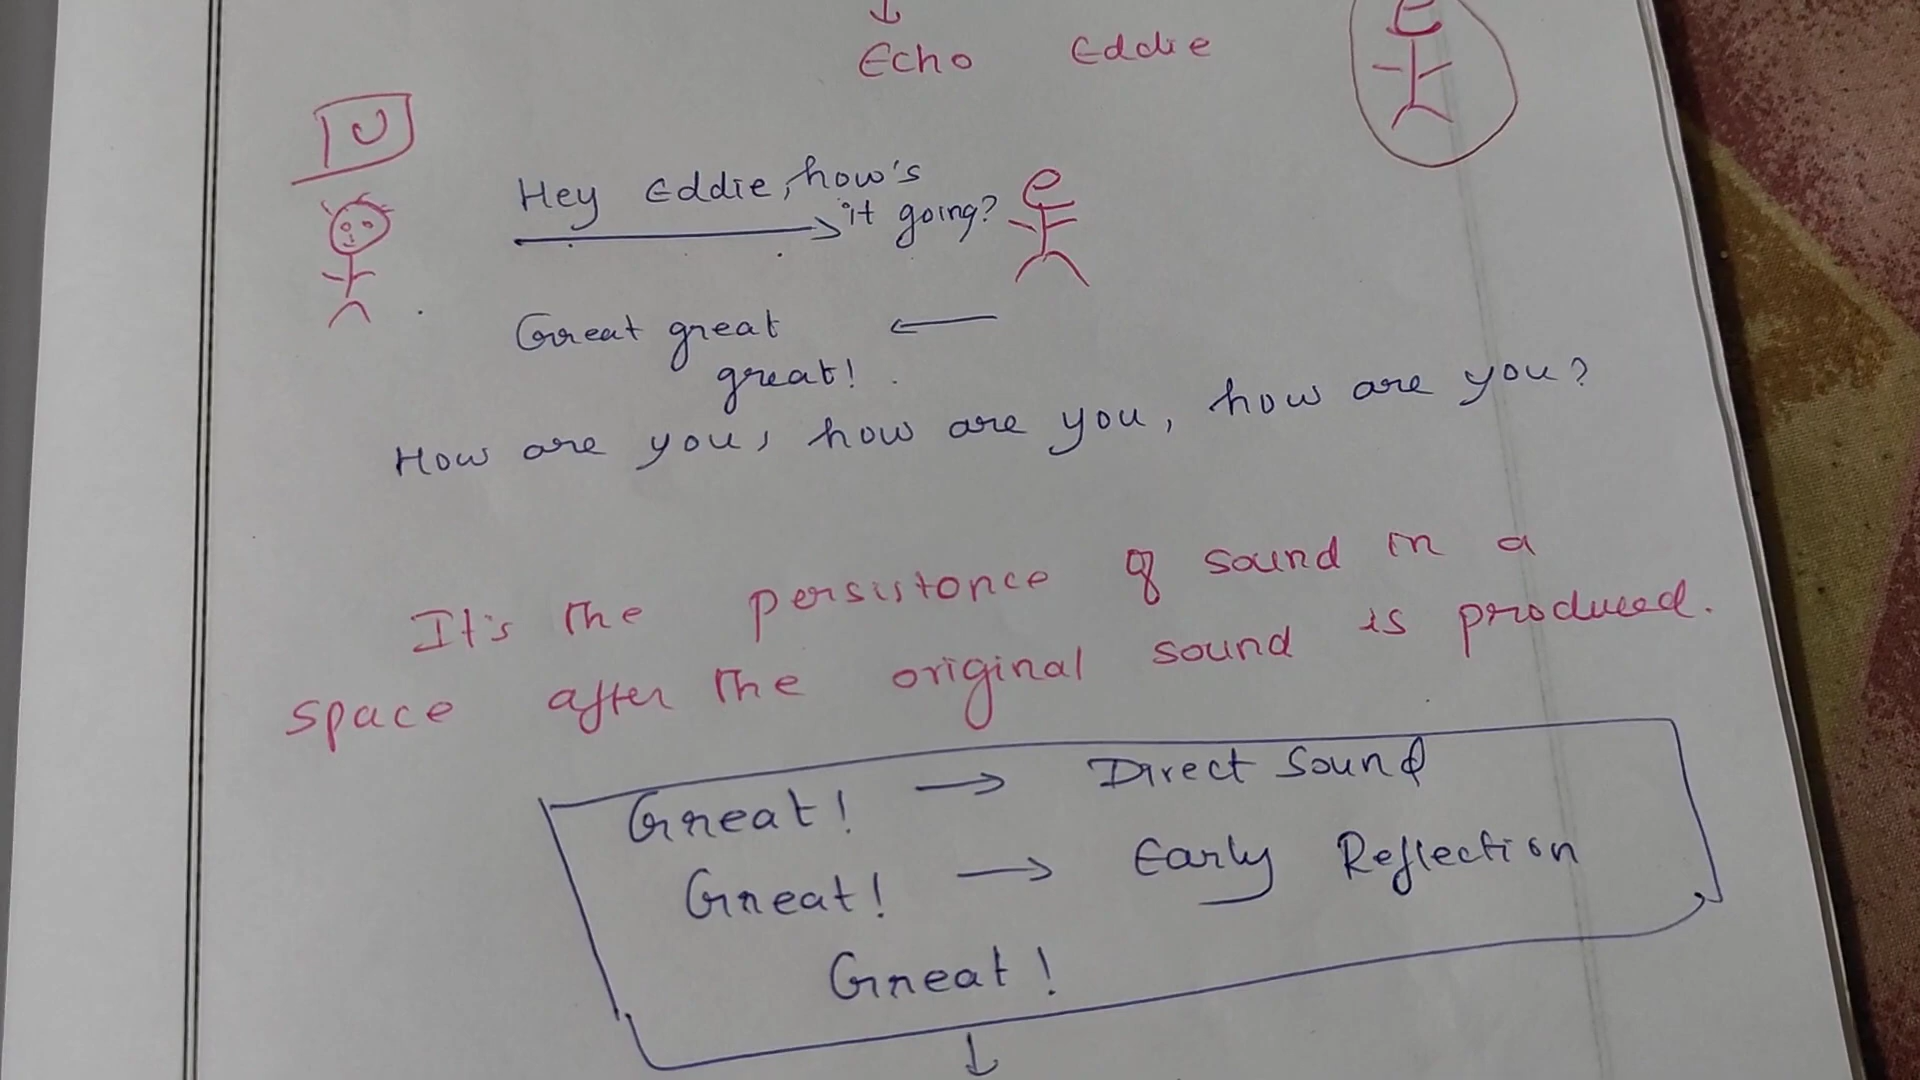 Echo Eddie
U
Hey Eddie, how's
it going?
Great great
great!
How are you, how are you, how are you?
It's the persistonce of sound in a
space after the original sound is produced.
Great! → Direct Sound
Great! → Early Reflection
Great!